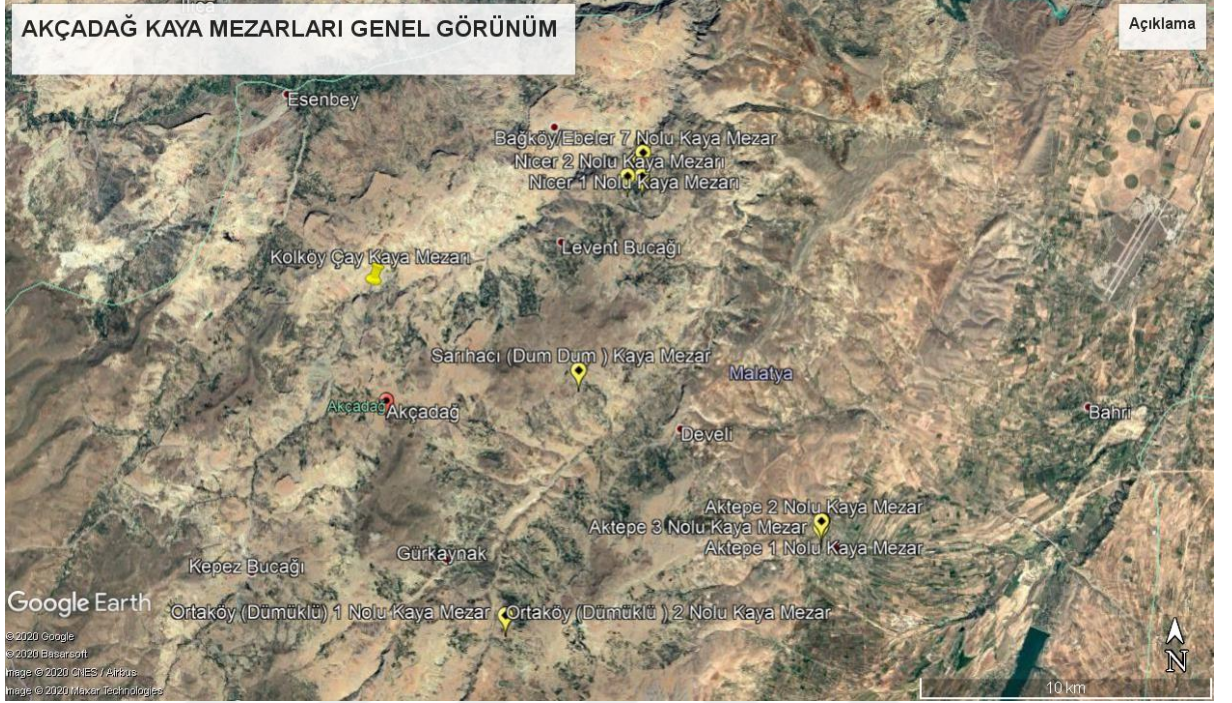 AKÇADAĞ KAYA MEZARLARI GENEL GÖRÜNÜM
Açıklama
Esenbey
Bağköy/Ebeler 7 Nolu Kaya Mezar
Nicer 2 Nolu Kaya Mezarı
Nicer 1 Nolu Kaya Mezarı
Levent Bucağı
Kolköy Çay Kaya Mezarı
Sarıhacı (Dum Dum ) Kaya Mezar
Malatya
Akçadağ
Akçadağ
Bahri
Develi
Aktepe 2 Nolu Kaya Mezar
Aktepe 3 Nolu Kaya Mezar
Aktepe 1 Nolu Kaya Mezar
Gürkaynak
Kepez Bucağı
Ortaköy (Dümüklü) 1 Nolu Kaya Mezar
Ortaköy (Dümüklü ) 2 Nolu Kaya Mezar
Google Earth
©2020 Google
©2020 Basarsoft
Image © 2020 CNES / Airbus
Image © 2020 Maxar Technologies
N
10 km